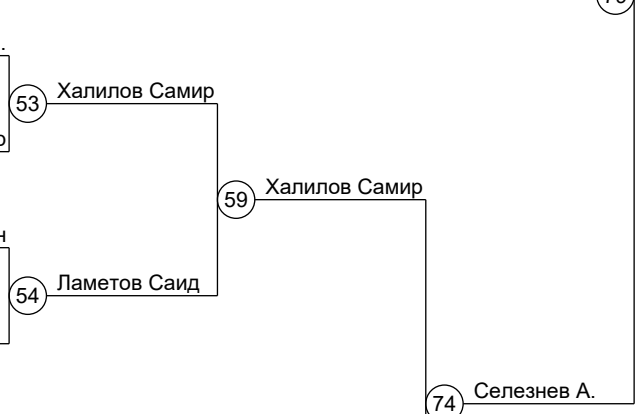 53 Халилов Самир
59 Халилов Самир
54 Ламетов Саид
74 Селезнев А.